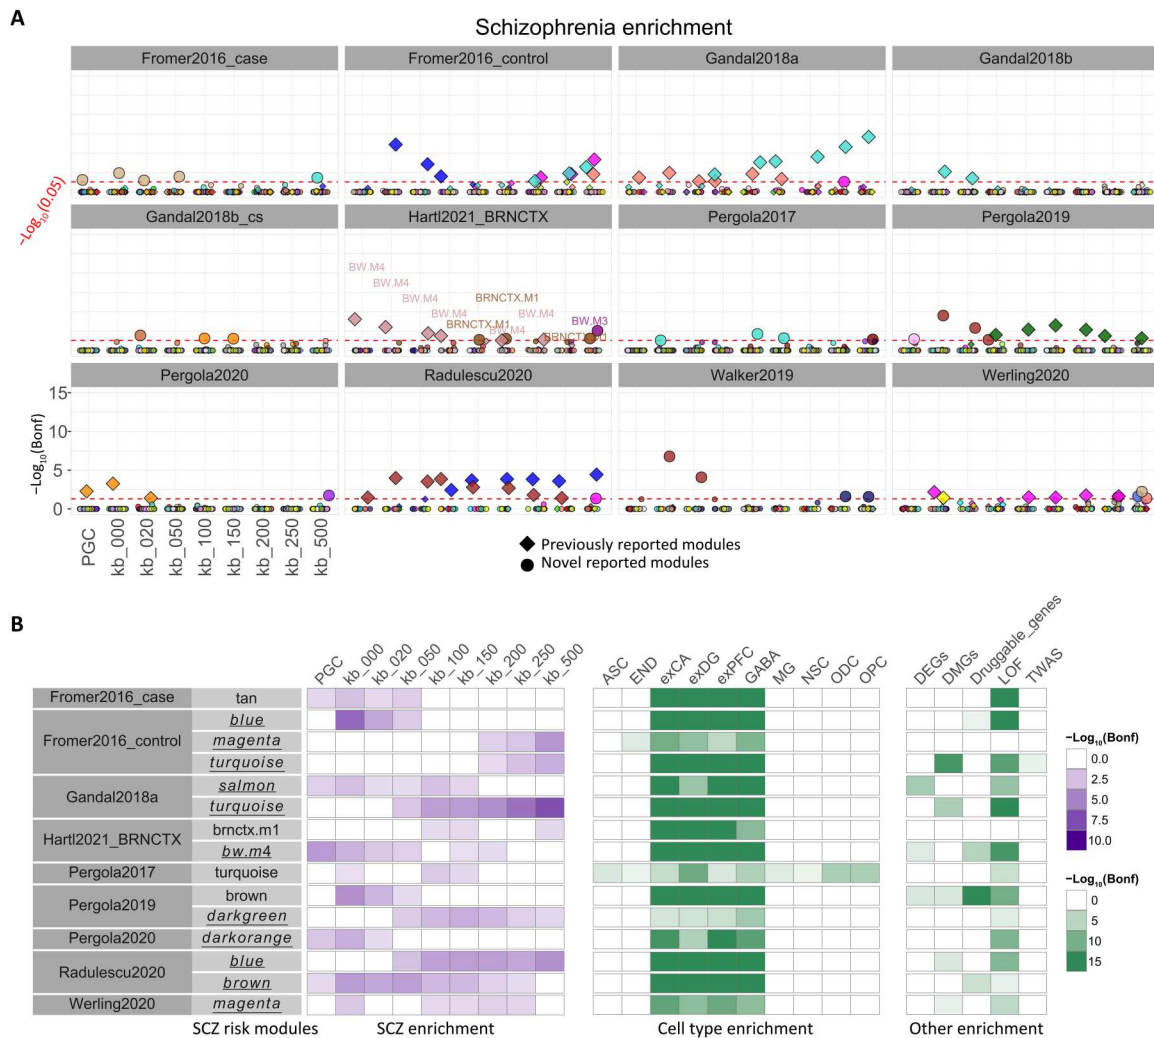 A
Schizophrenia enrichment
Fromer2016_case
Fromer2016_control
Gandal2018a
Gandal2018b
−Log10(0.05)
Gandal2018b_cs
Hartl2021_BRNCTX
Pergola2017
Pergola2019
BW.M4
BW.M4
BW.M4
BRNCTX.M1
BW.M4
BW.M4
BRNCTX.M1
BW.M4
BW.M3
Pergola2020
Radulescu2020
Walker2019
Werling2020
−Log10(Bonf)
15
10
5
0
PGC
kb_000
kb_020
kb_050
kb_100
kb_150
kb_200
kb_250
kb_500
Previously reported modules
Novel reported modules
B
PGC kb_000 kb_020 kb_050 kb_100 kb_150 kb_200 kb_250 kb_500
ASC END exCA exDG exPFC GABA MG NSC ODC OPC
DEGs DMGs Druggable_genes LOF TWAS
Fromer2016_case tan
Fromer2016_control blue
magenta
turquoise
Gandal2018a salmon
turquoise
Hartl2021_BRNCTX brnctx.m1
bw.m4
Pergola2017 turquoise
Pergola2019 brown
darkgreen
Pergola2020 darkorange
Radulescu2020 blue
brown
Werling2020 magenta
−Log10(Bonf)
0.0
2.5
5.0
7.5
10.0
−Log10(Bonf)
0
5
10
15
SCZ risk modules SCZ enrichment Cell type enrichment Other enrichment